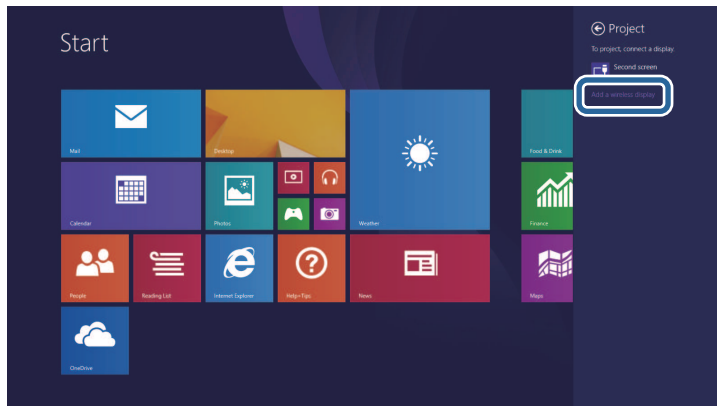 Start
Project
To project, connect a display.
Second screen
Add a wireless display
Mail
Desktop
Weather
Food & Drink
Calendar
Photos
Finance
People
Reading List
Internet Explorer
Help+Tips
News
Maps
OneDrive